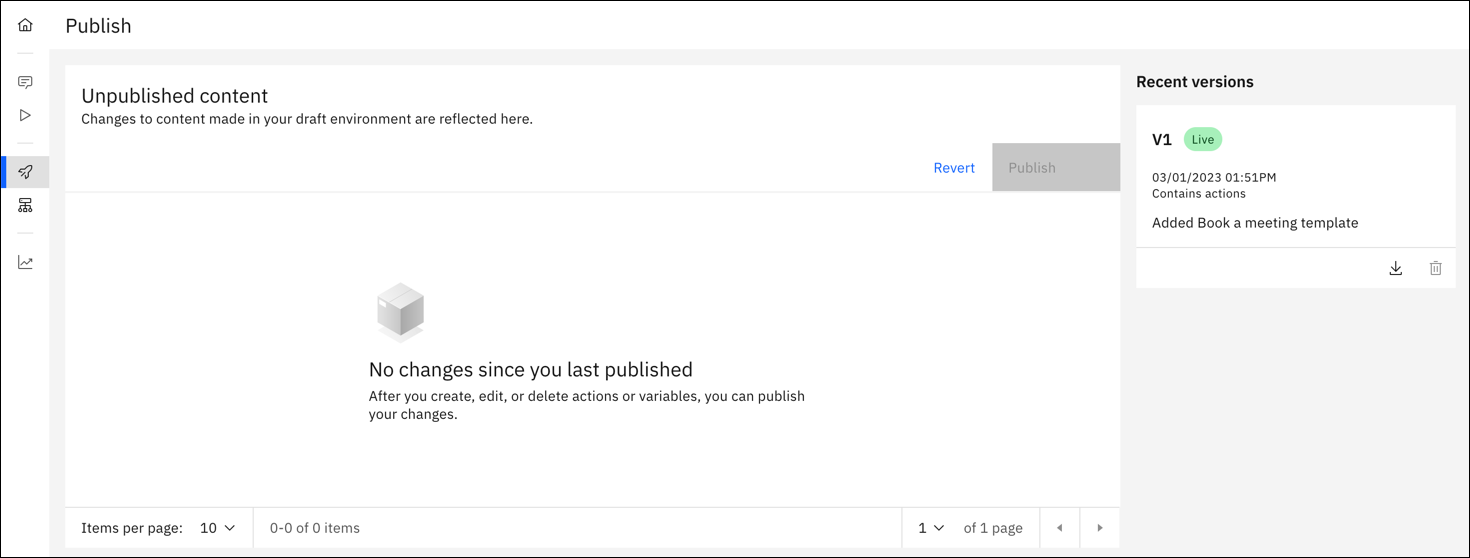 Publish
Unpublished content
Changes to content made in your draft environment are reflected here.
Revert
Publish
No changes since you last published
After you create, edit, or delete actions or variables, you can publish
your changes.
Items per page: 10
0-0 of 0 items
1 of 1 page
Recent versions
V1 Live
03/01/2023 01:51PM
Contains actions
Added Book a meeting template